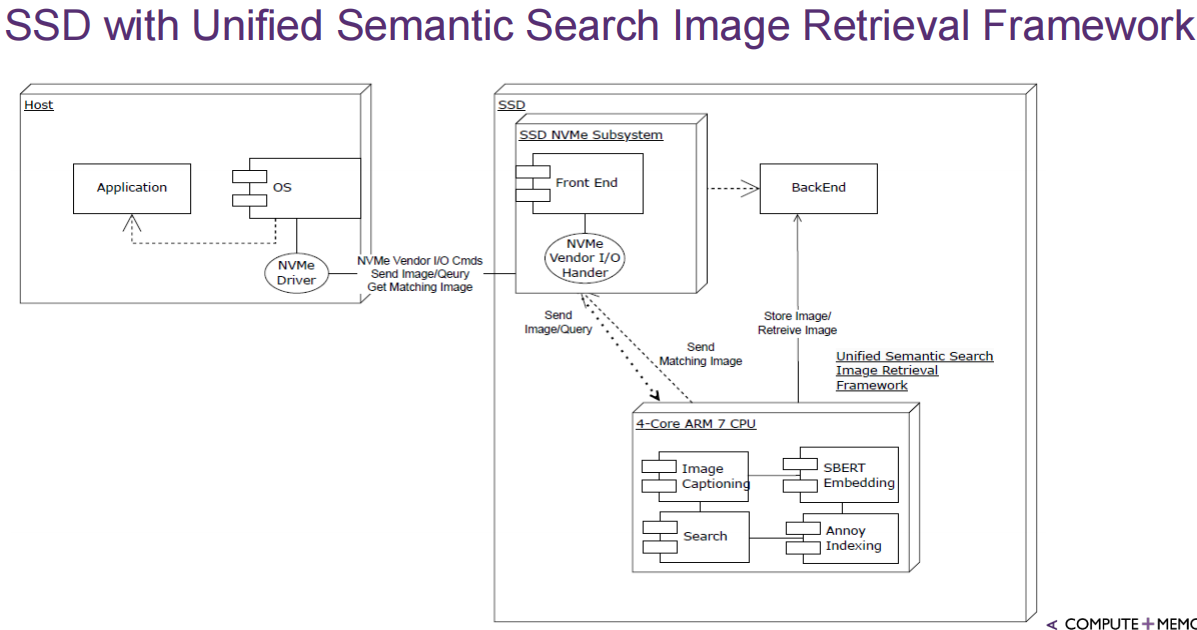 SSD with Unified Semantic Search Image Retrieval Framework
Host
Application
OS
NVMe
Driver
NVMe Vendor I/O Cmds
Send Image/Qeury
Get Matching Image
SSD
SSD NVMe Subsystem
Front End
NVMe
Vendor I/O
Hander
BackEnd
Send
Image/Query
Send
Matching Image
Store Image/
Retreive Image
Unified Semantic Search
Image Retrieval
Framework
4-Core ARM 7 CPU
Image
Captioning
SBERT
Embedding
Search
Annoy
Indexing
COMPUTE+MEMO